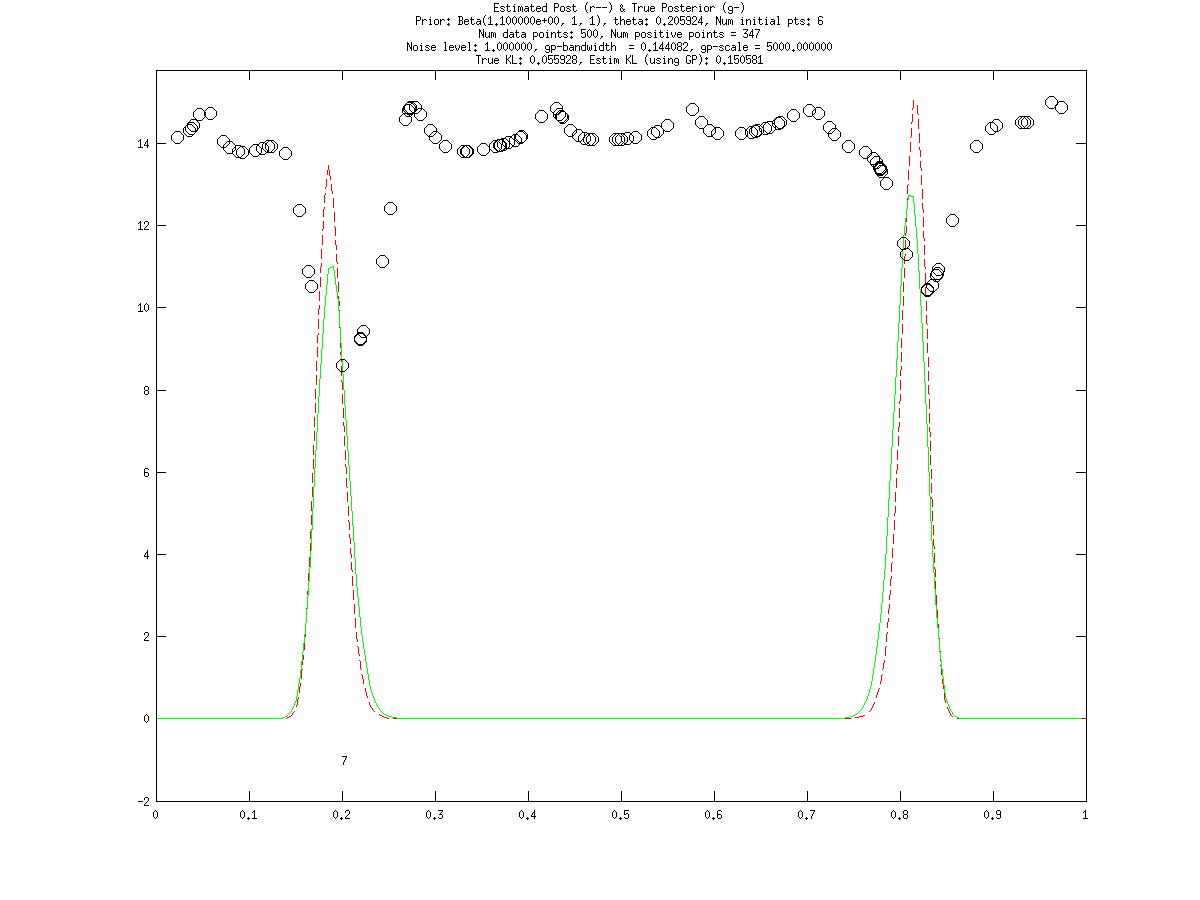 Estimated Post (r--) & True Posterior (g-)
Prior: Beta(1.100000e+00, 1, 1), theta: 0.205924, Num initial pts: 6
Num data points: 500, Num positive points = 347
Noise level: 1.000000, gp-bandwidth  = 0.144082, gp-scale = 5000.000000
True KL: 0.055928, Estim KL (using GP): 0.150581
14
12
10
8
6
4
2
0
7
-2
0 0.1 0.2 0.3 0.4 0.5 0.6 0.7 0.8 0.9 1